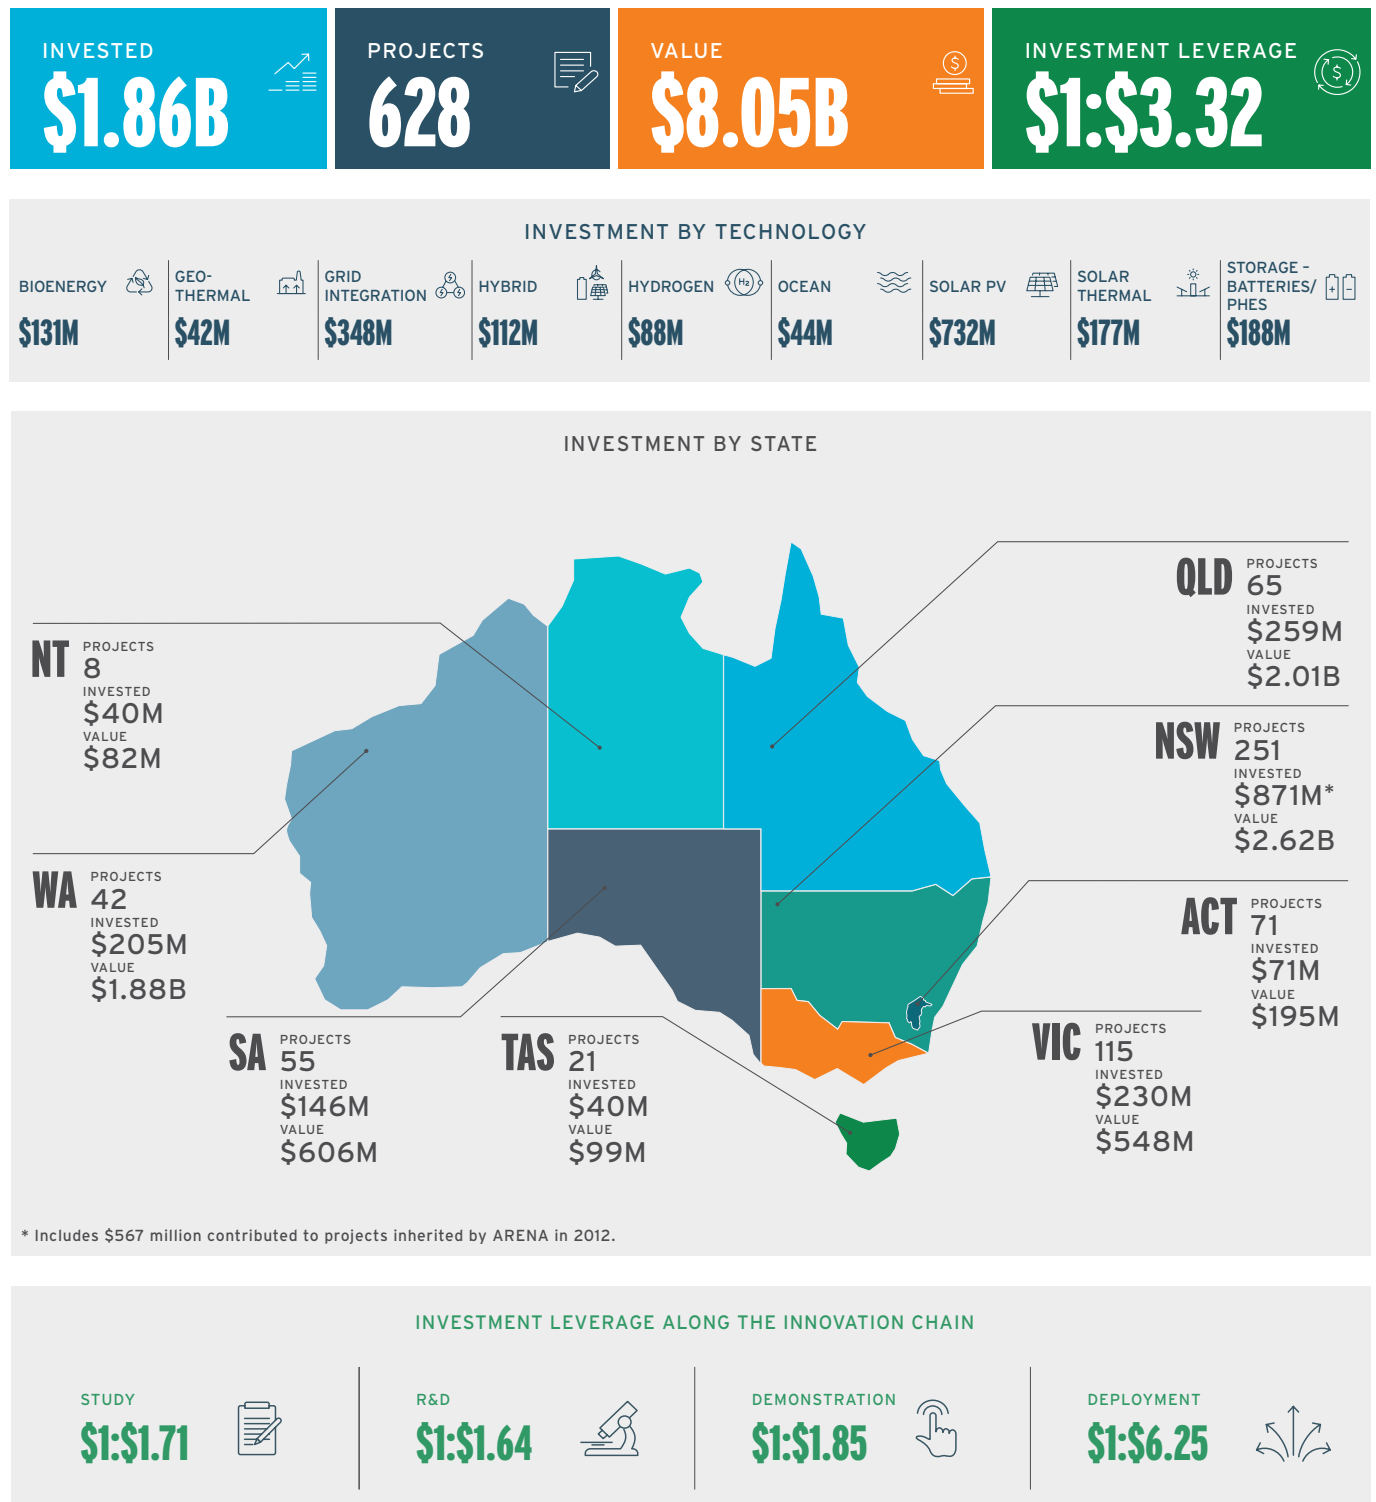 INVESTED
$1.86B
PROJECTS
628
VALUE
$8.05B
INVESTMENT LEVERAGE
$1:$3.32
INVESTMENT BY TECHNOLOGY
BIOENERGY
$131M
GEO-
THERMAL
$42M
GRID
INTEGRATION
$348M
HYBRID
$112M
HYDROGEN
H2
$88M
OCEAN
$44M
SOLAR PV
$732M
SOLAR
THERMAL
$177M
STORAGE –
BATTERIES/
PHES
$188M
INVESTMENT BY STATE
QLD
PROJECTS
65
INVESTED
$259M
VALUE
$2.01B
NT
PROJECTS
8
INVESTED
$40M
VALUE
$82M
NSW
PROJECTS
251
INVESTED
$871M*
VALUE
$2.62B
WA
PROJECTS
42
INVESTED
$205M
VALUE
$1.88B
ACT
PROJECTS
71
INVESTED
$71M
VALUE
$195M
SA
PROJECTS
55
INVESTED
$146M
VALUE
$606M
TAS
PROJECTS
21
INVESTED
$40M
VALUE
$99M
VIC
PROJECTS
115
INVESTED
$230M
VALUE
$548M
* Includes $567 million contributed to projects inherited by ARENA in 2012.
INVESTMENT LEVERAGE ALONG THE INNOVATION CHAIN
STUDY
$1:$1.71
R&D
$1:$1.64
DEMONSTRATION
$1:$1.85
DEPLOYMENT
$1:$6.25